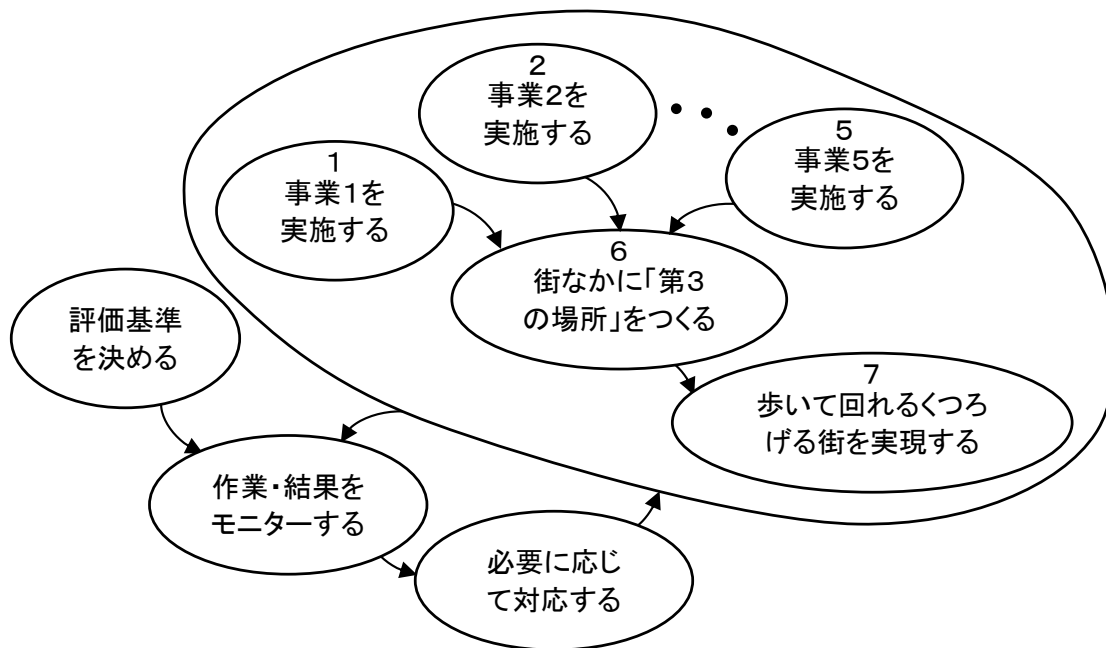 2
事業2を
実施する
5
事業5を
実施する
1
事業1を
実施する
6
街なかに「第3
の場所」をつくる
7
歩いて回れるくつろ
げる街を実現する
評価基準
を決める
作業・結果を
モニターする
必要に応じ
て対応する